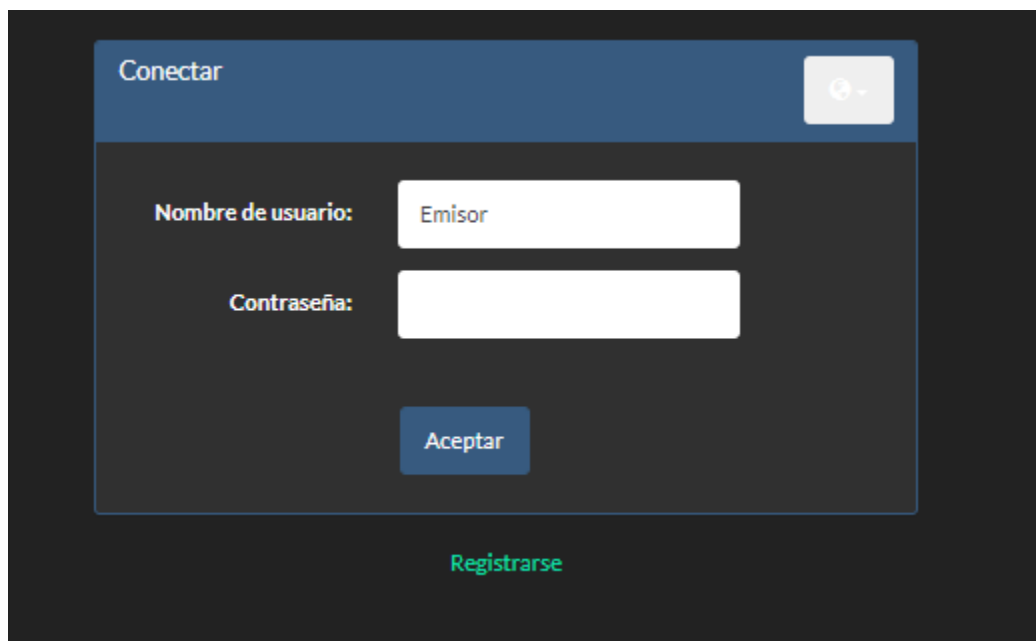 Conectar
Nombre de usuario:
Emisor
Contraseña:
Aceptar
Registrarse